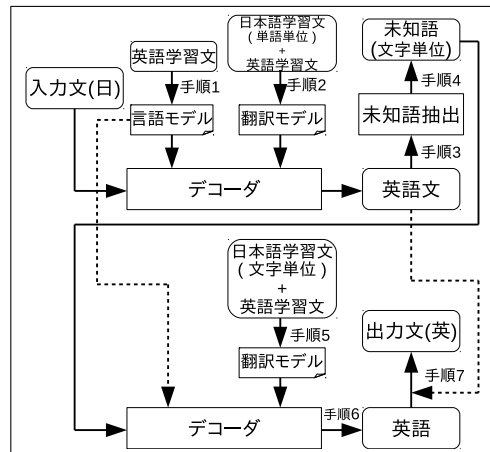 日本語学習文
(単語単位)
+
英語学習文
未知語
(文字単位)
英語学習文
入力文(日)
手順1
手順2
手順4
言語モデル
翻訳モデル
未知語抽出
手順3
デコーダ
英語文
日本語学習文
(文字単位)
+
英語学習文
手順5
出力文(英)
翻訳モデル
手順7
手順6
デコーダ
英語